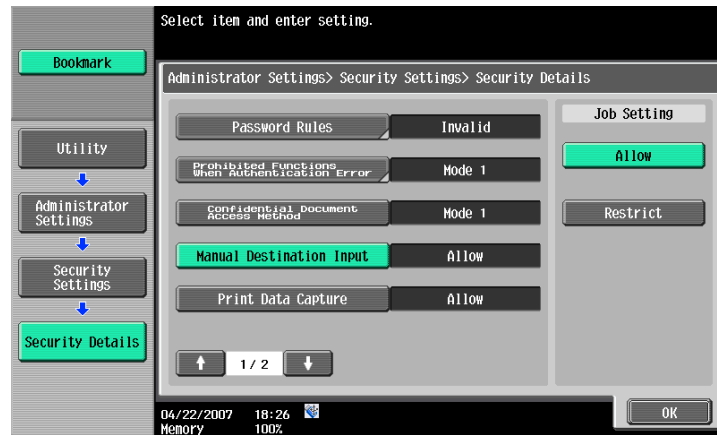 Select item and enter setting.
Bookmark
Administrator Settings> Security Settings> Security Details
Utility
Administrator
Settings
Security
Settings
Security Details
Password Rules
Invalid
Prohibited Functions
When Authentication Error
Mode 1
Confidential Document
Access Method
Mode 1
Manual Destination Input
Allow
Print Data Capture
Allow
1/ 2
Job Setting
Allow
Restrict
04/22/2007 18:26
Memory 100%
OK